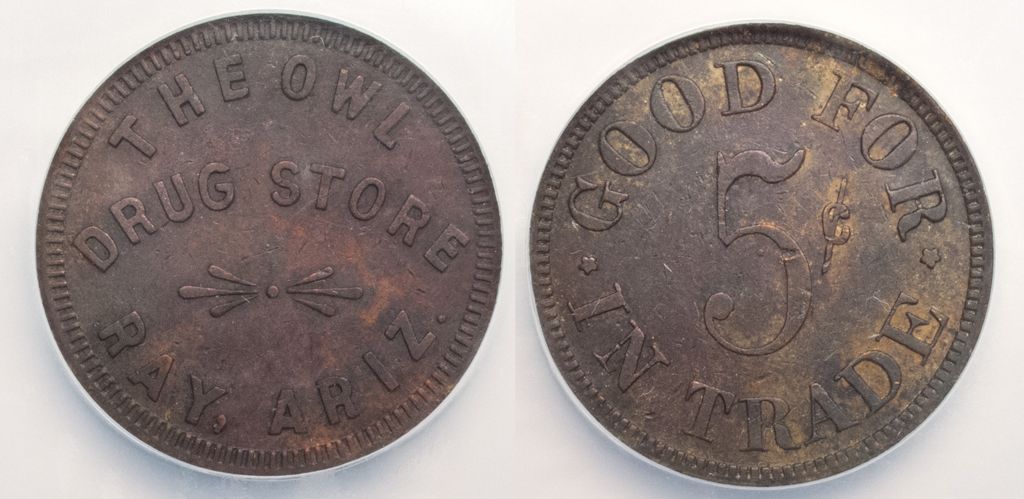 THE OWL
DRUG STORE
RAY, ARIZ.
GOOD FOR
5¢
IN TRADE